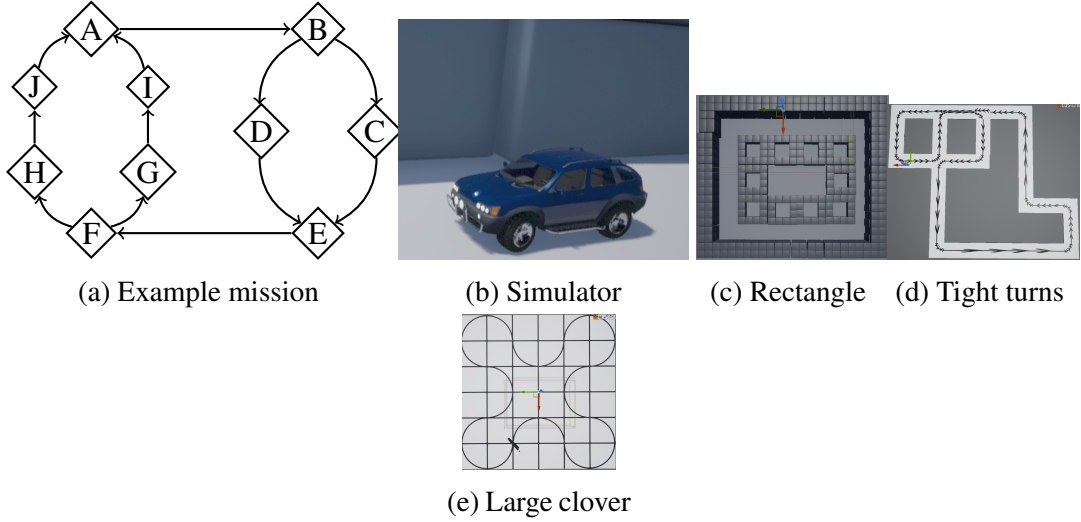 A B
J I
D C
H G
F E
(a) Example mission (b) Simulator (c) Rectangle (d) Tight turns
(e) Large clover